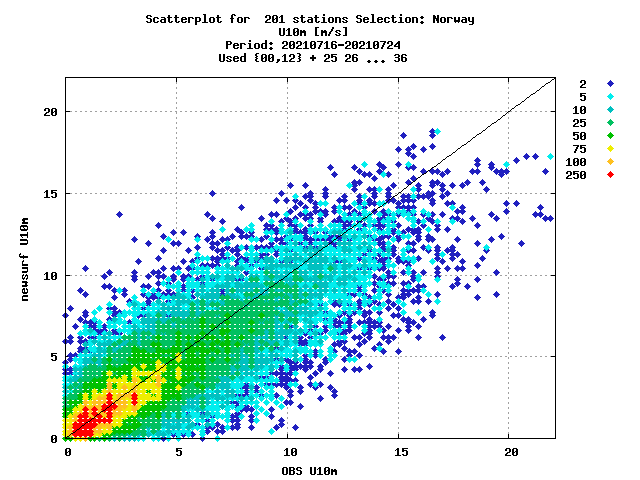 Scatterplot for  201 stations Selection: Norway
U10m [m/s]
Period: 20210716-20210724
Used {00,12} + 25 26 ... 36
2
5
10
25
50
75
100
250
20
15
10
5
0
newsurf U10m
0 5 10 15 20
OBS U10m